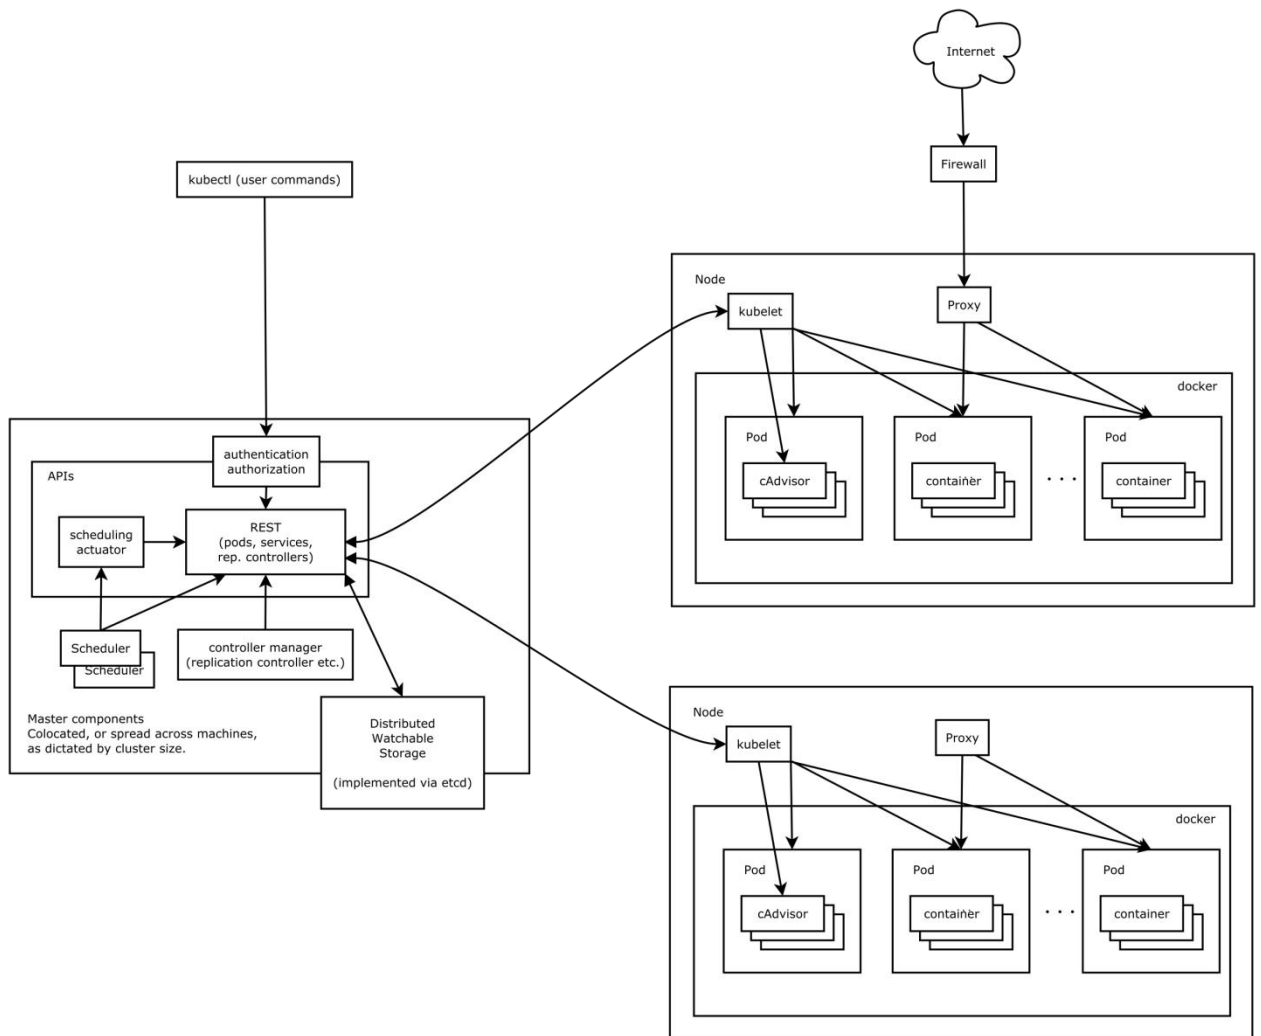 Internet
Firewall
kubectl (user commands)
Node
kubelet
Proxy
docker
Pod
cAdvisor
Pod
container
. . .
Pod
container
authentication
authorization
APIs
REST
(pods, services,
rep. controllers)
scheduling
actuator
Scheduler
Scheduler
controller manager
(replication controller etc.)
Master components
Colocated, or spread across machines,
as dictated by cluster size.
Distributed
Watchable
Storage
(implemented via etcd)
Node
kubelet
Proxy
docker
Pod
cAdvisor
Pod
container
. . .
Pod
container